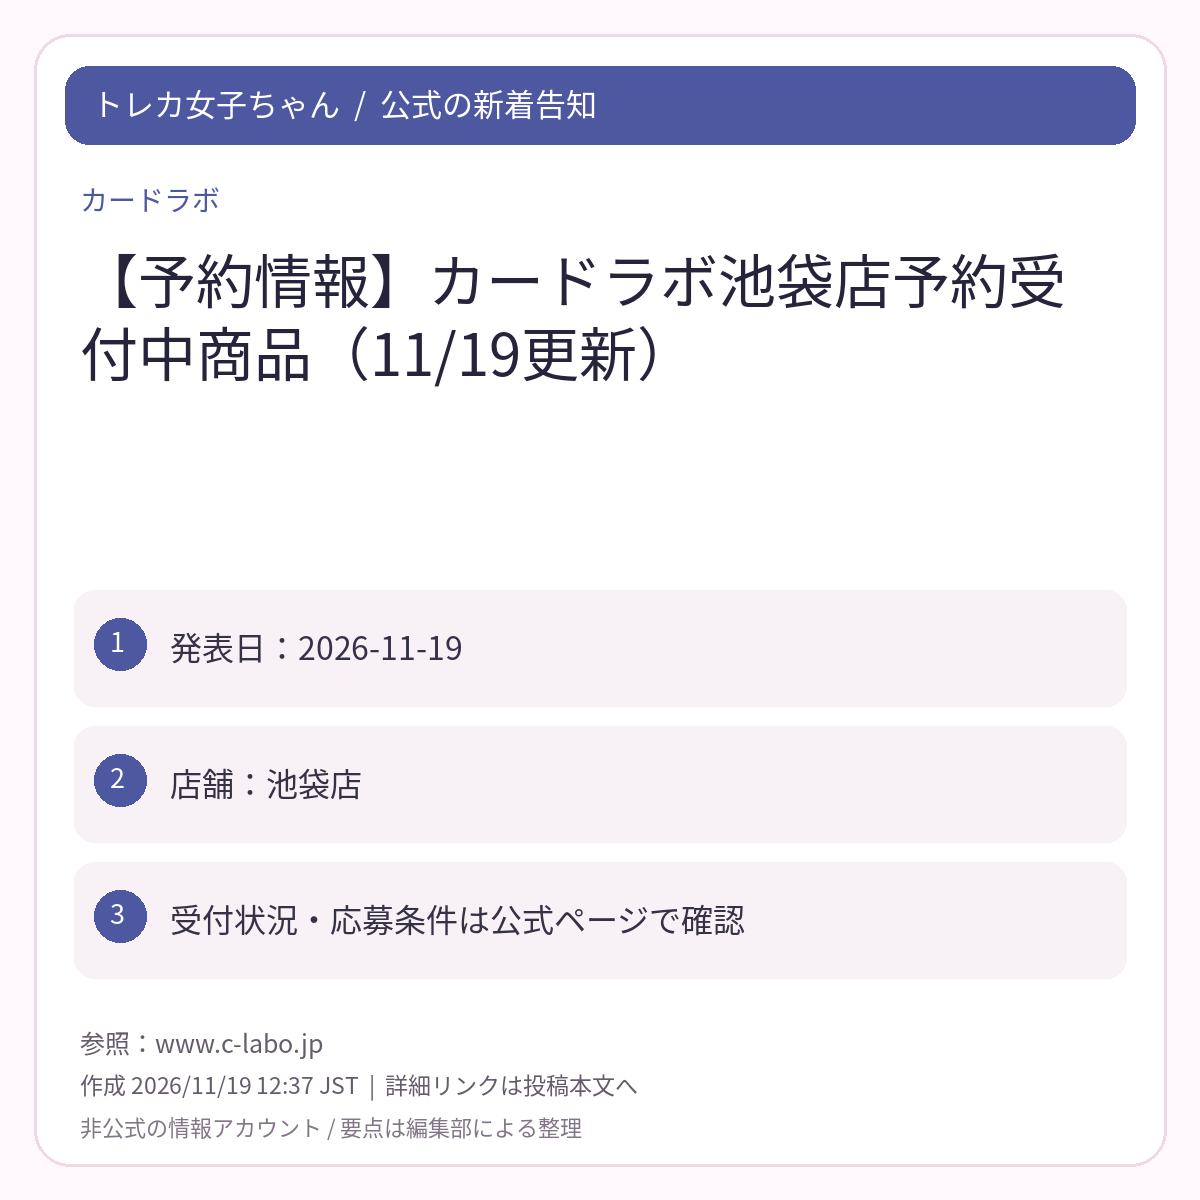 トレカ女子ちゃん / 公式の新着告知
カードラボ
【予約情報】カードラボ池袋店予約受
付中商品（11/19更新）
1 発表日：2026-11-19
2 店舗：池袋店
3 受付状況・応募条件は公式ページで確認
参照：www.c-labo.jp
作成 2026/11/19 12:37 JST | 詳細リンクは投稿本文へ
非公式の情報アカウント / 要点は編集部による整理